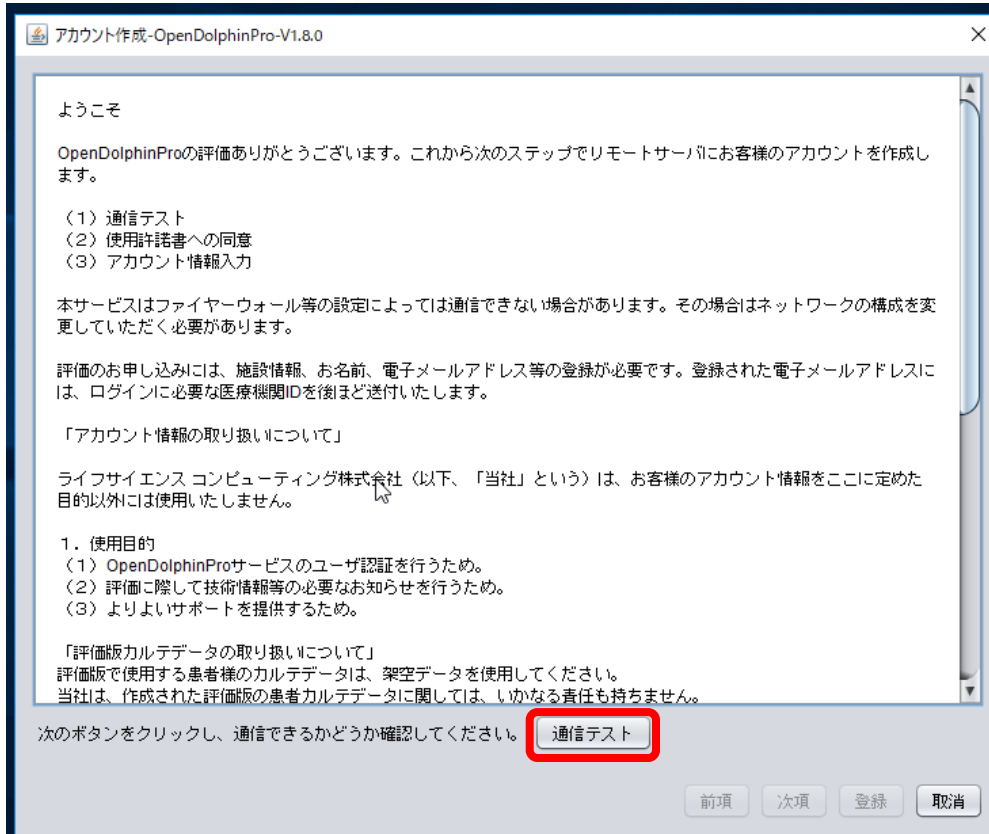 アカウント作成-OpenDolphinPro-V1.8.0
ようこそ
OpenDolphinProの評価ありがとうございます。これから次のステップでリモートサーバにお客様のアカウントを作成し
ます。
（１）通信テスト
（２）使用許諾書への同意
（３）アカウント情報入力
本サービスはファイヤーウォール等の設定によっては通信できない場合があります。その場合はネットワークの構成を変
更していただく必要があります。
評価のお申し込みには、施設情報、お名前、電子メールアドレス等の登録が必要です。登録された電子メールアドレスに
は、ログインに必要な医療機関IDを後ほど送付いたします。
「アカウント情報の取り扱いについて」
ライフサイエンス コンピューティング株式会社（以下、「当社」という）は、お客様のアカウント情報をここに定めた
目的以外には使用いたしません。
１．使用目的
（１）OpenDolphinProサービスのユーザ認証を行うため。
（２）評価に際して技術情報等の必要なお知らせを行うため。
（３）よりよいサポートを提供するため。
「評価版カルテデータの取り扱いについて」
評価版で使用する患者様のカルテデータは、架空データを使用してください。
当社は、作成された評価版の患者カルテデータに関しては、いかなる責任も持ちません。
次のボタンをクリックし、通信できるかどうか確認してください。 通信テスト
前項 次項 登録 取消